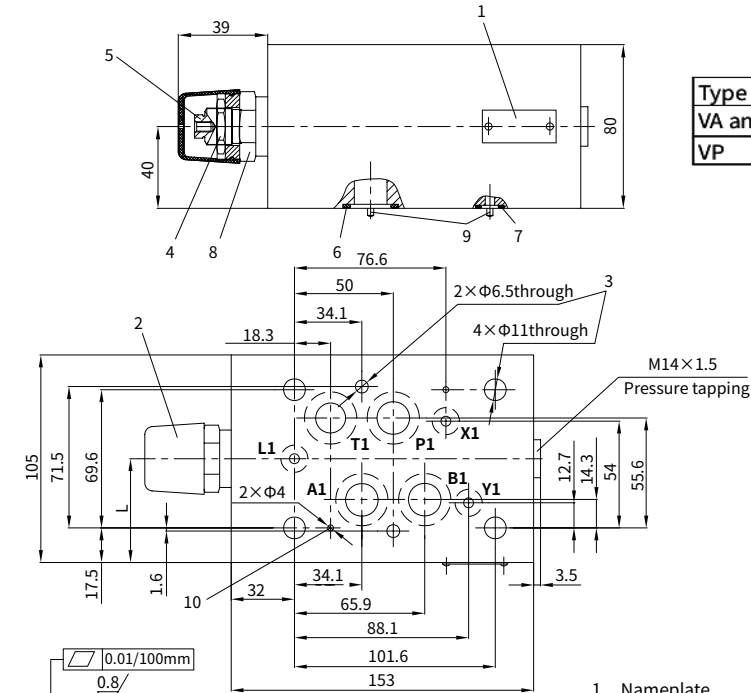 39
1
5
80
40
4
8
6
9
7
Type
VA an
VP
76.6
50
2×Φ6.5through
3
34.1
18.3
4×Φ11through
2
M14×1.5
Pressure tapping
T1
P1
X1
L1
A1
B1
Y1
2×Φ4
105
71.5
69.6
L
12.7
14.3
54
55.6
17.5
1.6
10
32
34.1
3.5
65.9
88.1
101.6
153
0.01/100mm
0.8
1 Nameplate